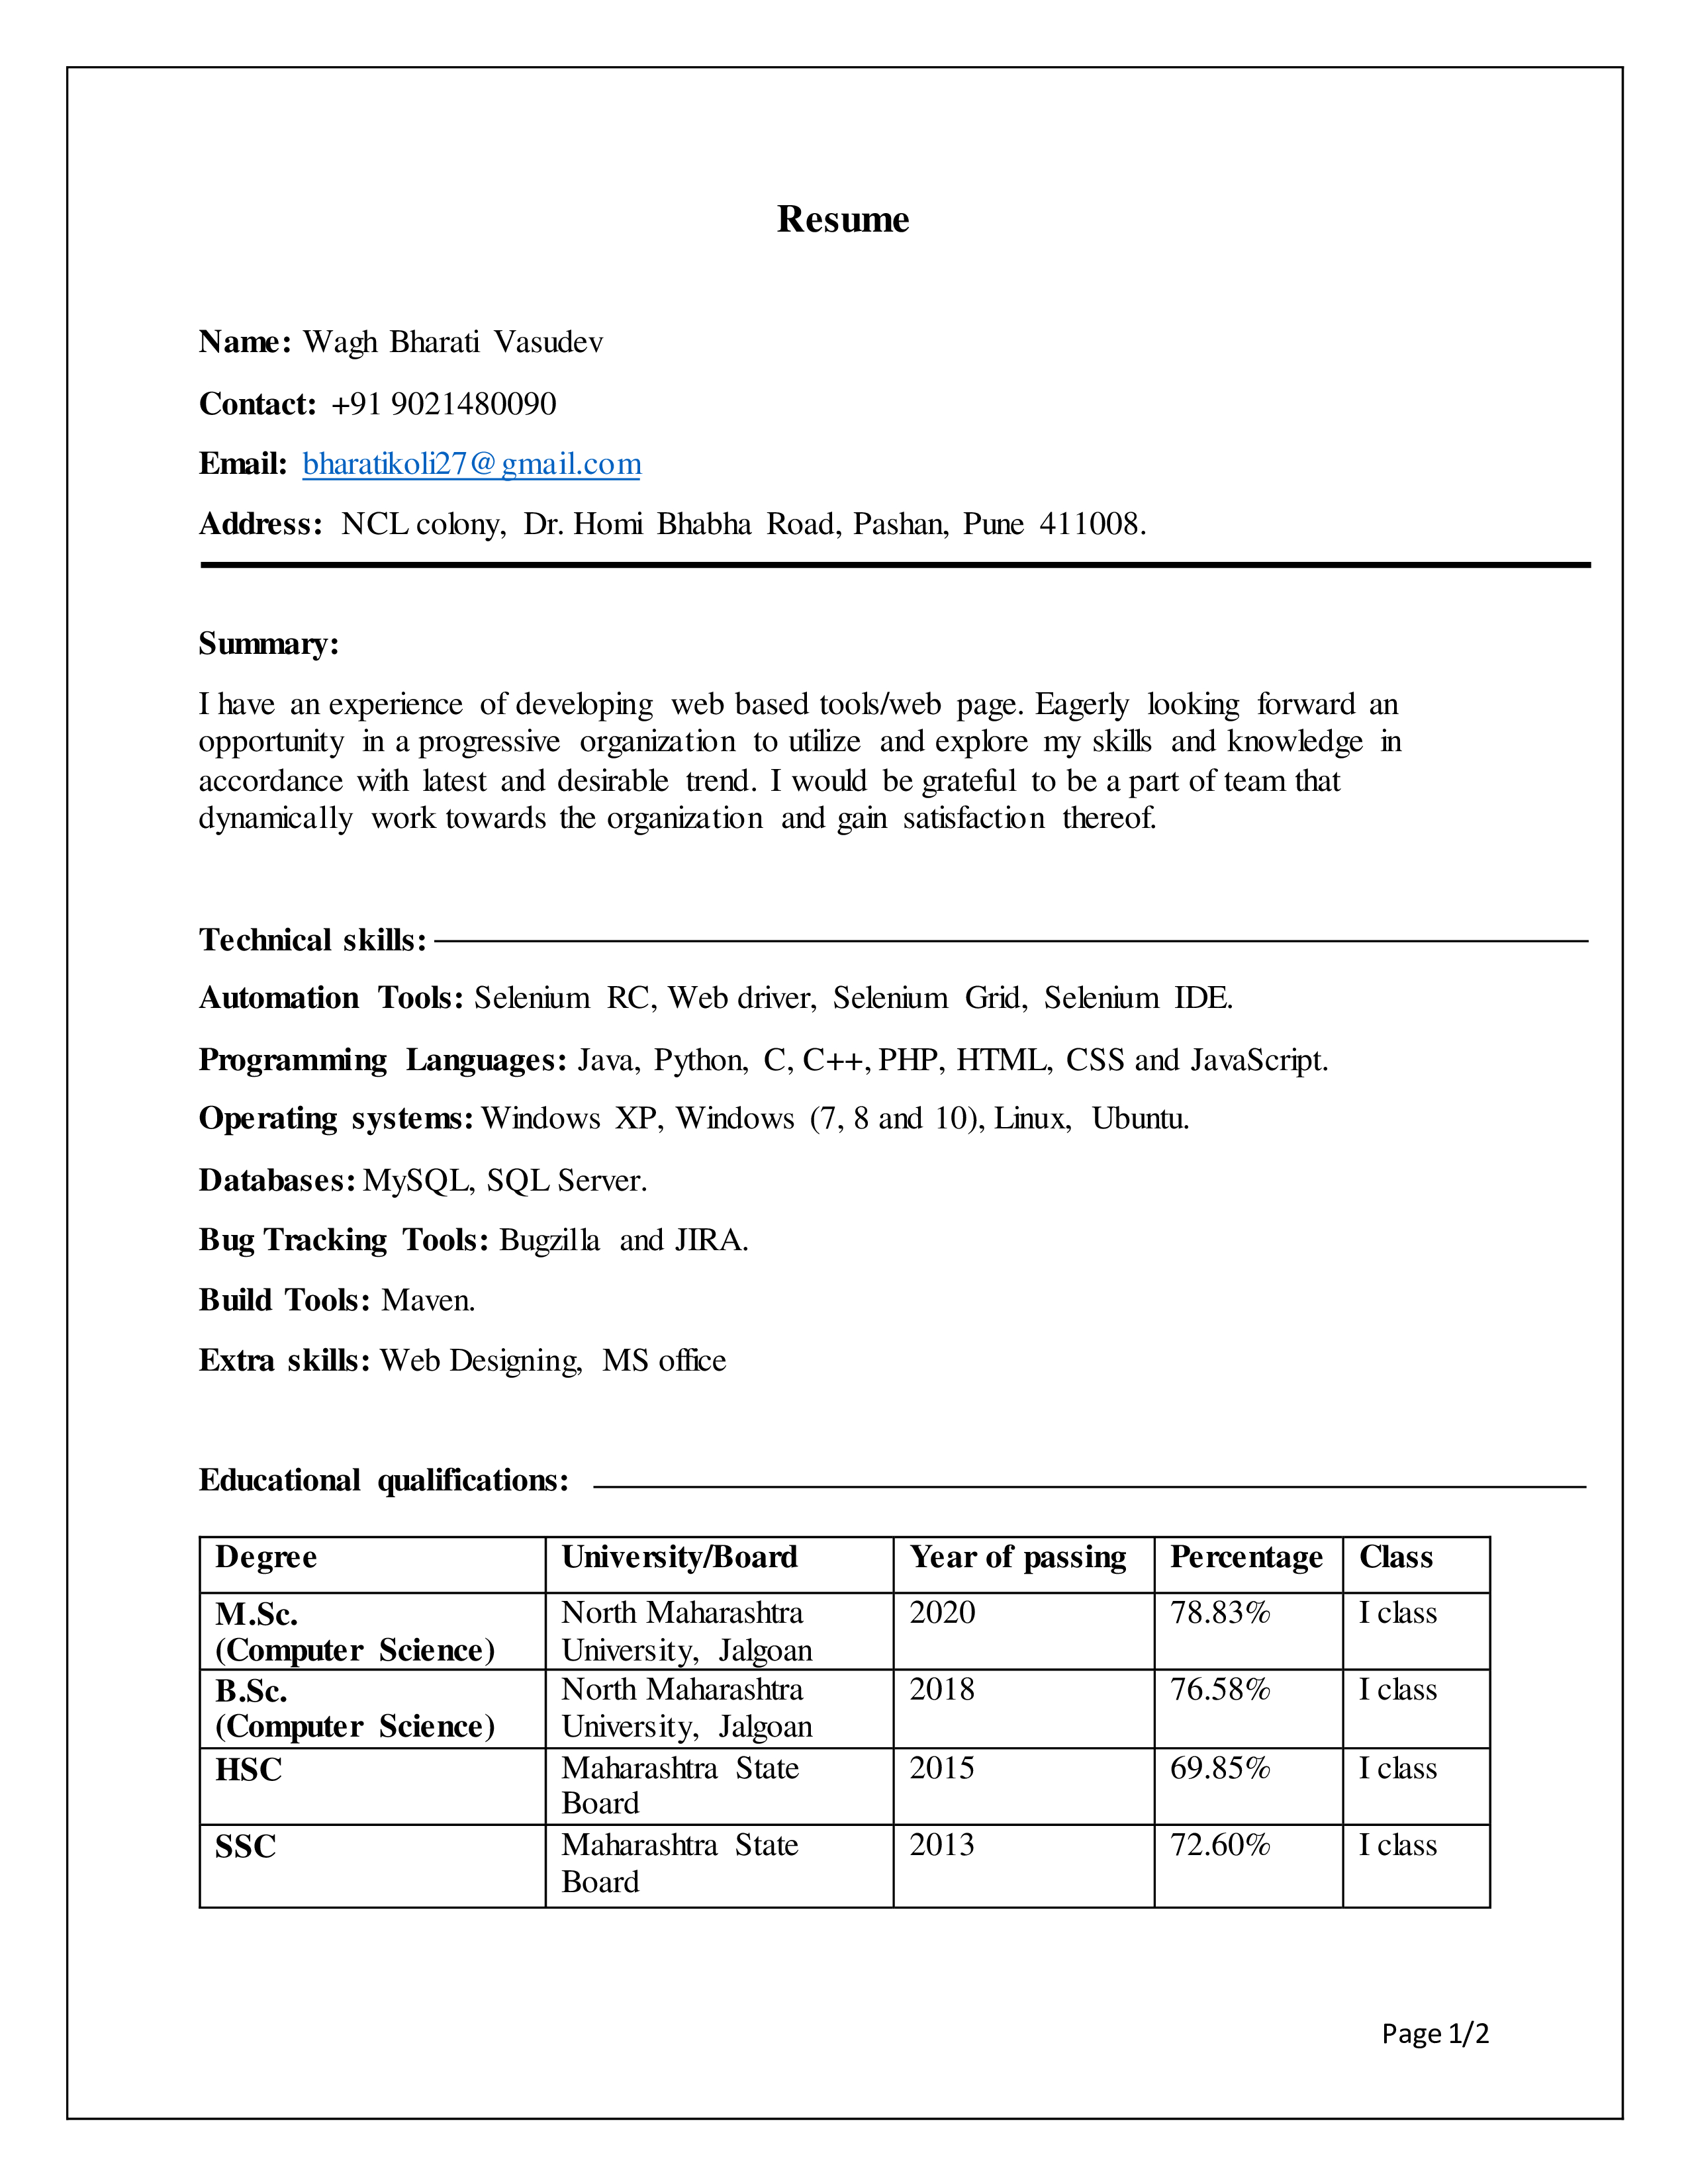 Resume
Name: Wagh Bharati Vasudev
Contact: +91 9021480090
Email: bharatikoli27@gmail.com
Address: NCL colony, Dr. Homi Bhabha Road, Pashan, Pune 411008.
Summary:
I have an experience of developing web based tools/web page. Eagerly looking forward an
opportunity in a progressive organization to utilize and explore my skills and knowledge in
accordance with latest and desirable trend. I would be grateful to be a part of team that
dynamically work towards the organization and gain satisfaction thereof.
Technical skills:
Automation Tools: Selenium RC, Web driver, Selenium Grid, Selenium IDE.
Programming Languages: Java, Python, C, C++, PHP, HTML, CSS and JavaScript.
Operating systems: Windows XP, Windows (7, 8 and 10), Linux, Ubuntu.
Databases: MySQL, SQL Server.
Bug Tracking Tools: Bugzilla and JIRA.
Build Tools: Maven.
Extra skills: Web Designing, MS office
Educational qualifications:
Degree University/Board Year of passing Percentage Class
M.Sc. North Maharashtra 2020 78.83% I class
(Computer Science) University, Jalgoan
B.Sc. North Maharashtra 2018 76.58% I class
(Computer Science) University, Jalgoan
HSC Maharashtra State 2015 69.85% I class
Board
SSC Maharashtra State 2013 72.60% I class
Board
Page 1/2